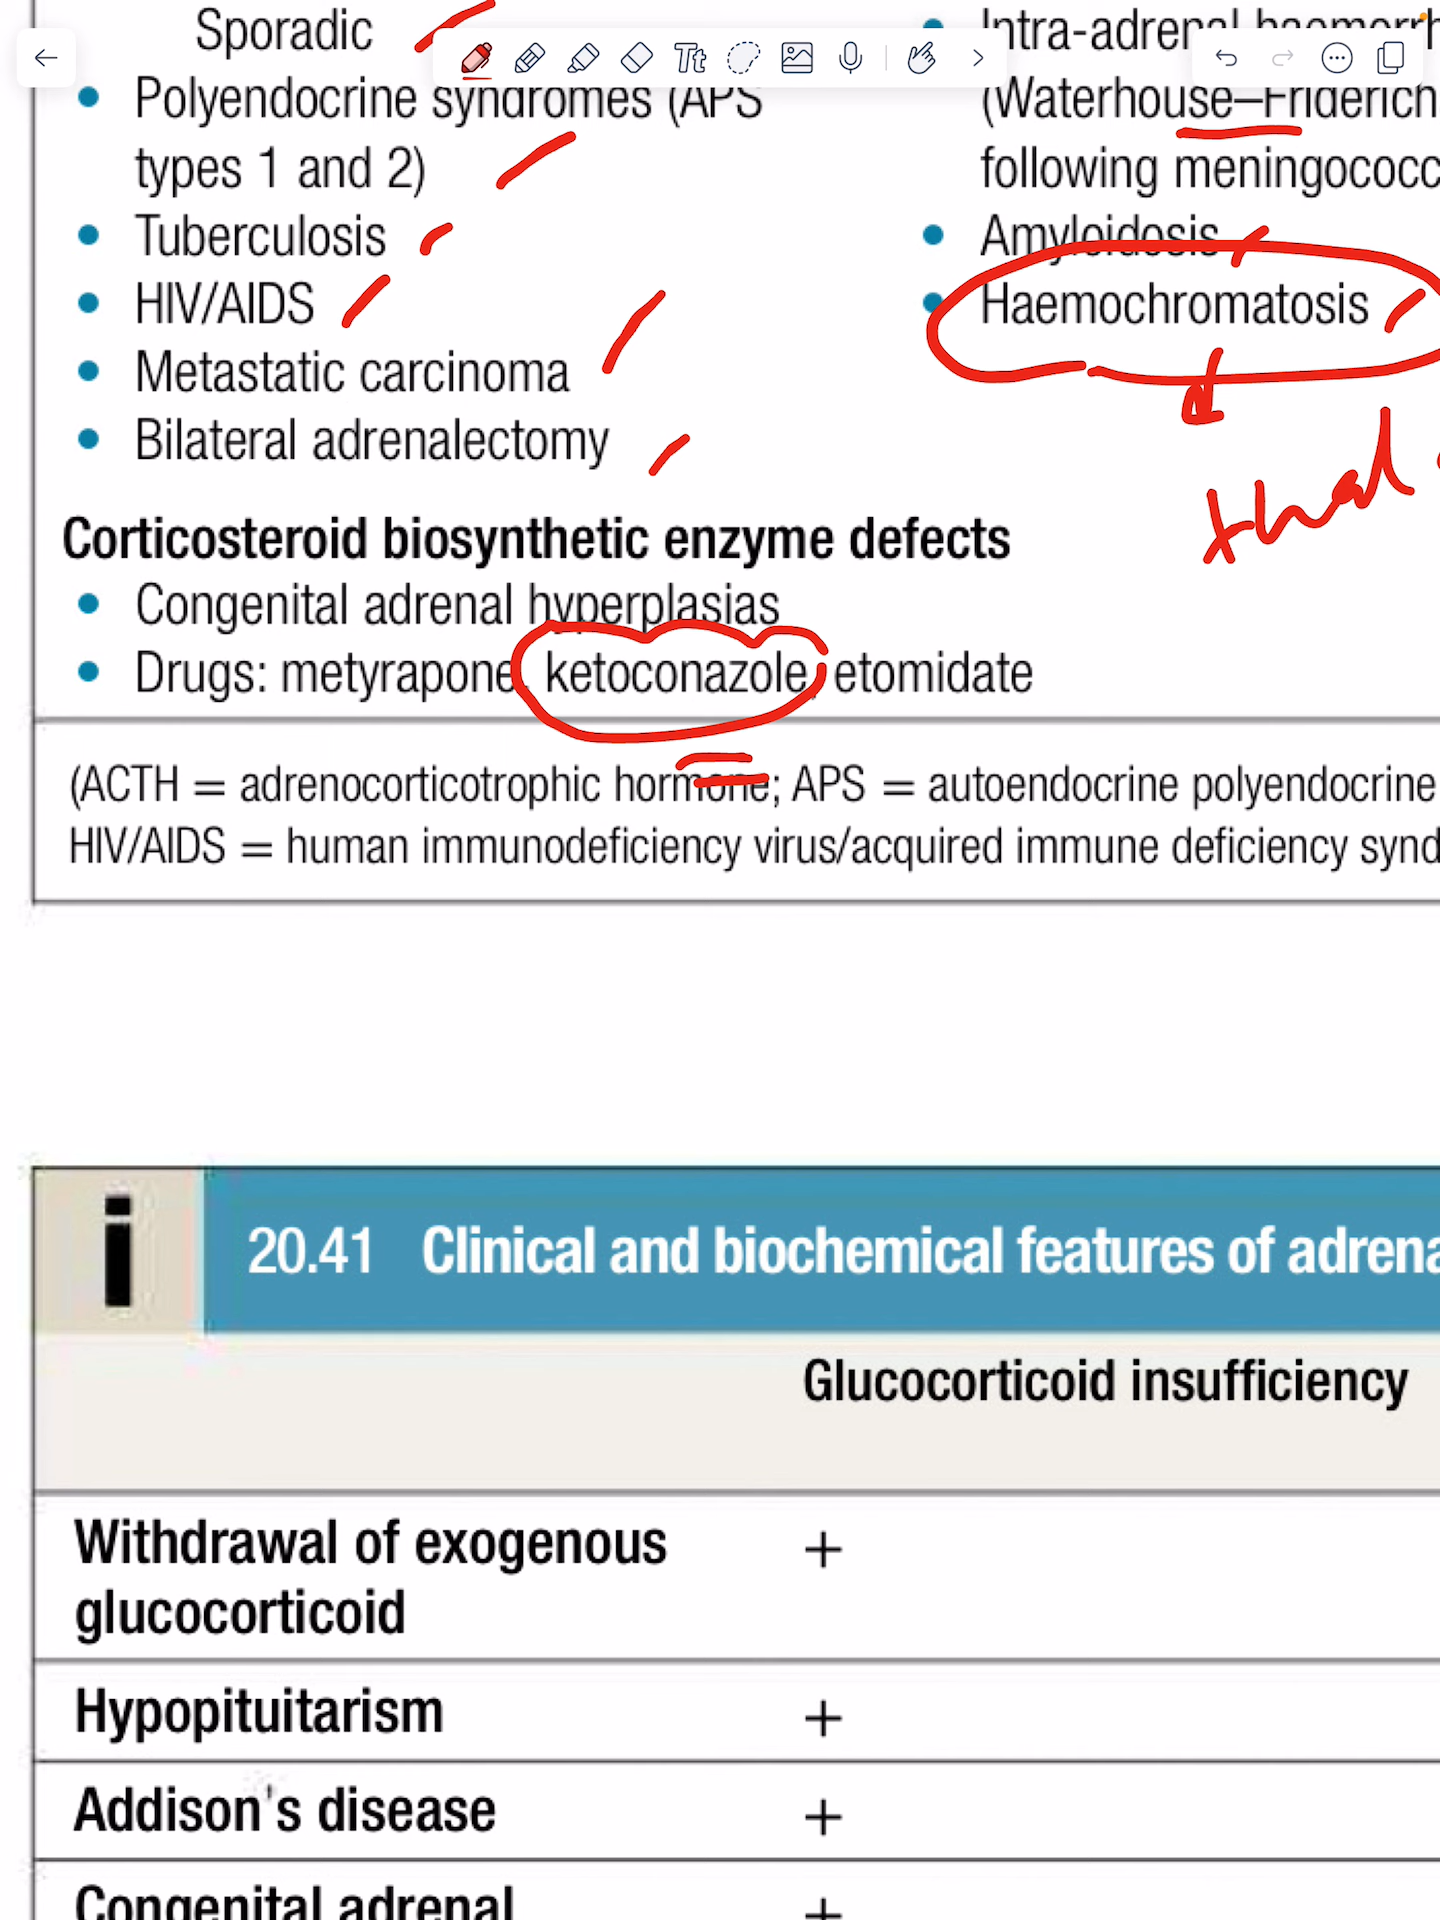 Sporadic
Polyendocrine syndromes (APS
types 1 and 2)
Tuberculosis
HIV/AIDS
Metastatic carcinoma
Bilateral adrenalectomy
Intra-adrenal haemorrh
(Waterhouse–Friderich
following meningococc
Amyloidosis
Haemochromatosis
thal
Corticosteroid biosynthetic enzyme defects
Congenital adrenal hyperplasias
Drugs: metyrapone, ketoconazole, etomidate
(ACTH = adrenocorticotrophic hormone; APS = autoendocrine polyendocrine
HIV/AIDS = human immunodeficiency virus/acquired immune deficiency synd
i 20.41 Clinical and biochemical features of adrena
Glucocorticoid insufficiency
Withdrawal of exogenous +
glucocorticoid
Hypopituitarism +
Addison's disease +
Congenital adrenal +
Tt